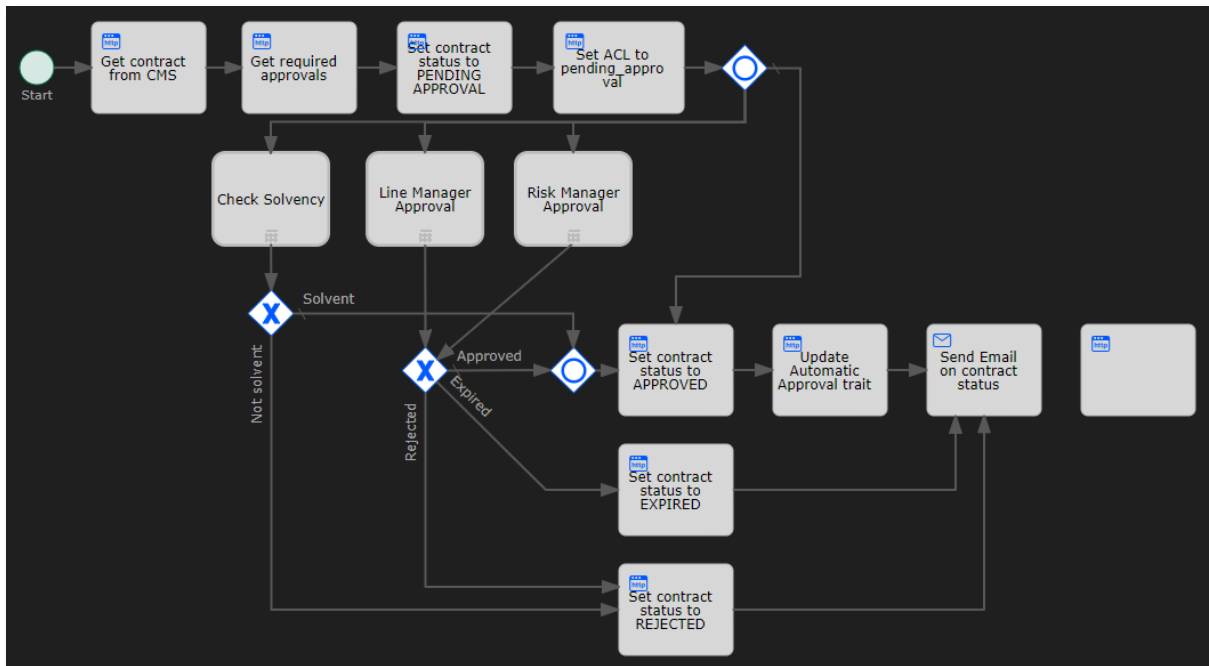 http
Get contract
from CMS
http
Get required
approvals
http
Set contract
status to
PENDING
APPROVAL
http
Set ACL to
pending_appro
val
Start
Check Solvency
Line Manager
Approval
Risk Manager
Approval
Solvent
Not solvent
Approved
Expired
Rejected
http
Set contract
status to
APPROVED
http
Update
Automatic
Approval trait
Send Email
on contract
status
http
http
Set contract
status to
EXPIRED
http
Set contract
status to
REJECTED